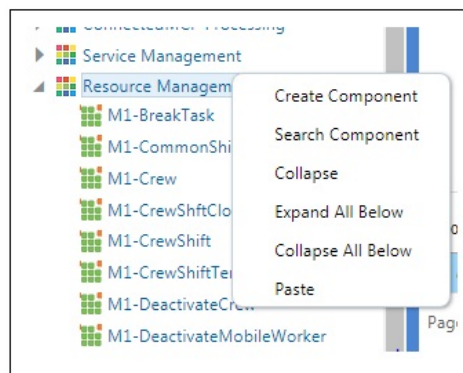 Service Management
Resource Managem
Create Component
M1-BreakTask
Search Component
M1-CommonShi
Collapse
M1-Crew
M1-CrewShftClo
Expand All Below
M1-CrewShift
Collapse All Below
M1-CrewShiftTe
Paste
M1-DeactivateCrew
M1-DeactivateMobileWorker
Pag